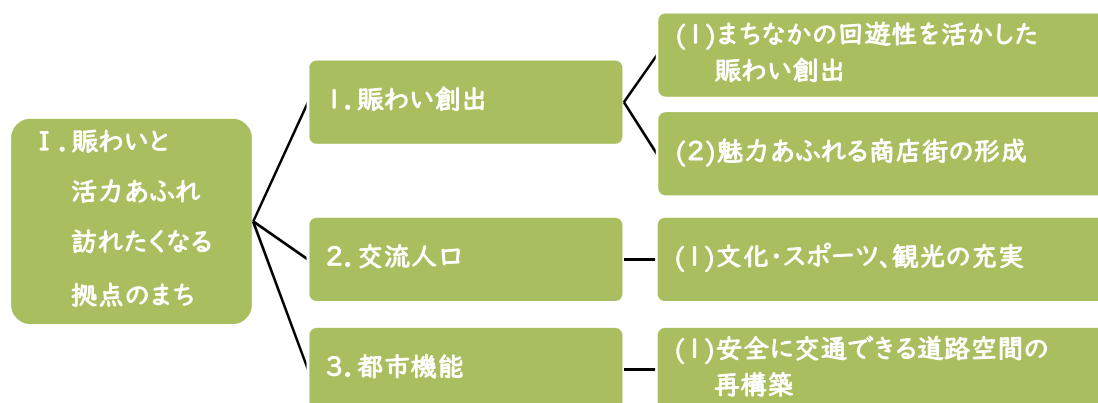 Ⅰ.賑わいと
活力あふれ
訪れたくなる
拠点のまち
1.賑わい創出
(1)まちなかの回遊性を活かした
賑わい創出
(2)魅力あふれる商店街の形成
2.交流人口
(1)文化・スポーツ、観光の充実
3.都市機能
(1)安全に交通できる道路空間の
再構築